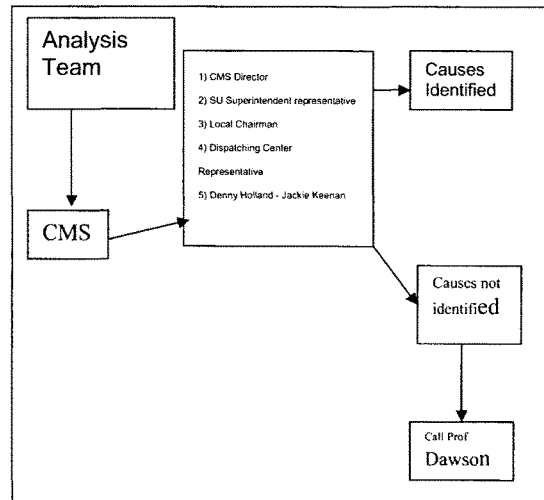 Analysis
Team
1) CMS Director
2) SU Superintendent representative
3) Local Chairman
4) Dispatching Center
Representative
5) Denny Holland - Jackie Keenan
Causes
Identified
CMS
Causes not
identified
Call Prof
Dawson